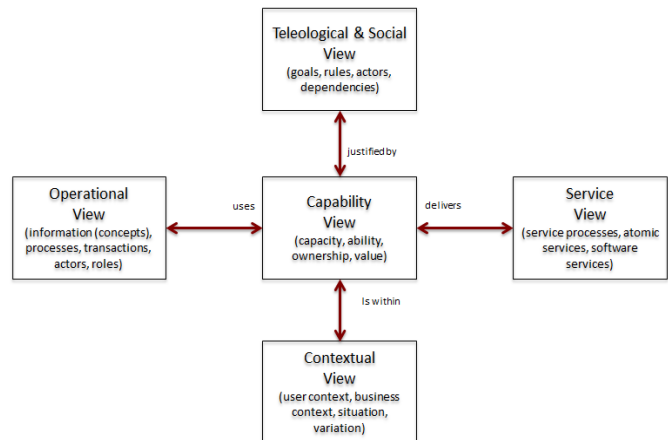 Teleological & Social
View
(goals, rules, actors,
dependencies)
justified by
Operational
View
(information (concepts),
processes, transactions,
actors, roles)
uses
Capability
View
(capacity, ability,
ownership, value)
delivers
Service
View
(service processes, atomic
services, software
services)
Is within
Contextual
View
(user context, business
context, situation,
variation)